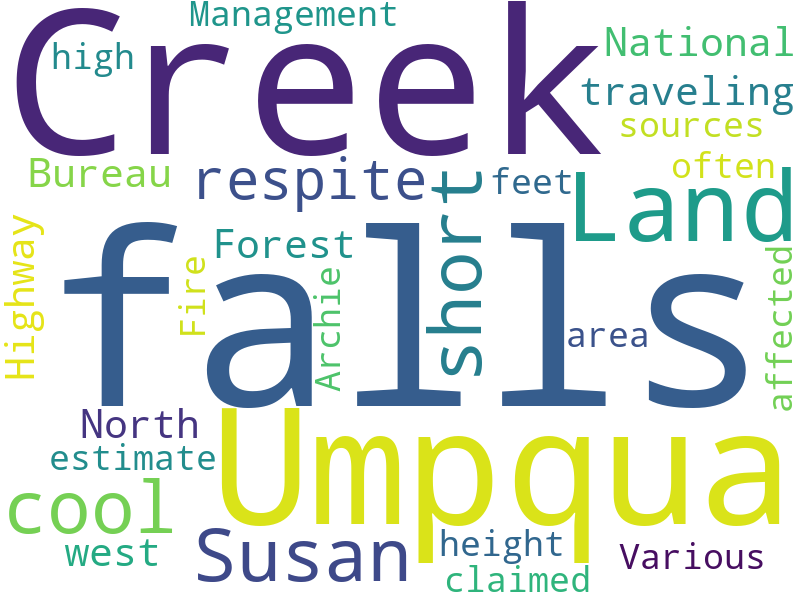 Management
Creek
high
National
traveling
sources
often
Bureau
respite
feet
Land
short
falls
Forest
Highway
Fire
Archie
area
affected
North
Umpqua
estimate
cool
Susan
west
height
Various
claimed